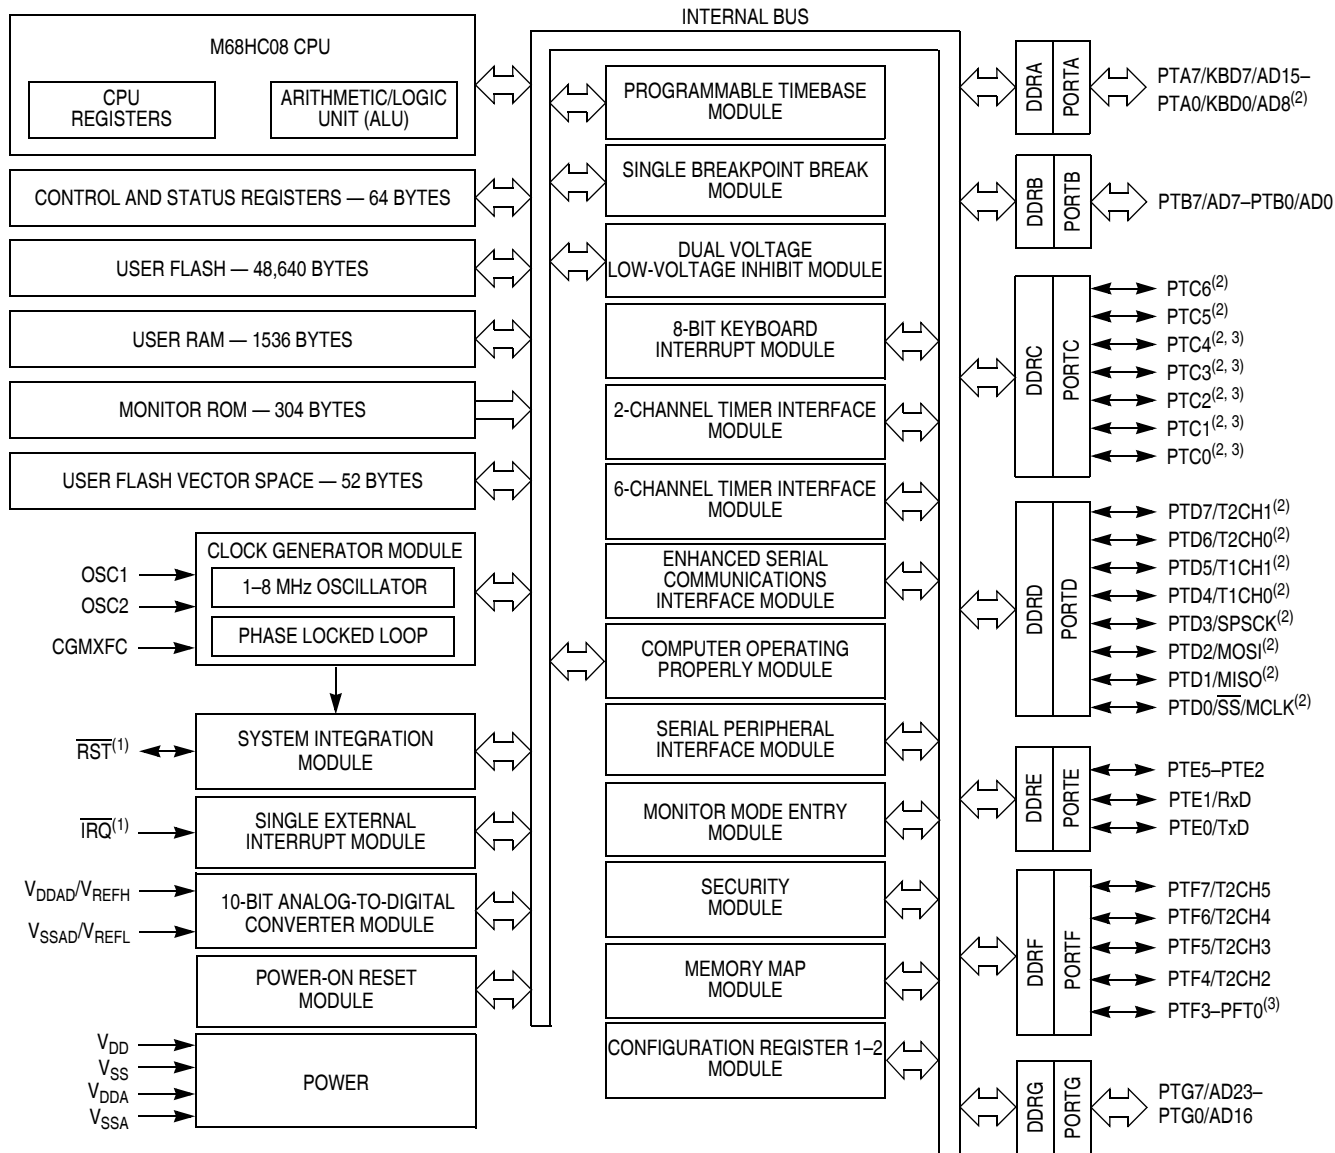 INTERNAL BUS
M68HC08 CPU
CPU
REGISTERS
ARITHMETIC/LOGIC
UNIT (ALU)
CONTROL AND STATUS REGISTERS — 64 BYTES
USER FLASH — 48,640 BYTES
USER RAM — 1536 BYTES
MONITOR ROM — 304 BYTES
USER FLASH VECTOR SPACE — 52 BYTES
CLOCK GENERATOR MODULE
1–8 MHz OSCILLATOR
PHASE LOCKED LOOP
OSC1
OSC2
CGMXFC
SYSTEM INTEGRATION
MODULE
RST(1)
SINGLE EXTERNAL
INTERRUPT MODULE
IRQ(1)
10-BIT ANALOG-TO-DIGITAL
CONVERTER MODULE
VDDAD/VREFH
VSSAD/VREFL
POWER-ON RESET
MODULE
POWER
VDD
VSS
VDDA
VSSA
PROGRAMMABLE TIMEBASE
MODULE
SINGLE BREAKPOINT BREAK
MODULE
DUAL VOLTAGE
LOW-VOLTAGE INHIBIT MODULE
8-BIT KEYBOARD
INTERRUPT MODULE
2-CHANNEL TIMER INTERFACE
MODULE
6-CHANNEL TIMER INTERFACE
MODULE
ENHANCED SERIAL
COMMUNICATIONS
INTERFACE MODULE
COMPUTER OPERATING
PROPERLY MODULE
SERIAL PERIPHERAL
INTERFACE MODULE
MONITOR MODE ENTRY
MODULE
SECURITY
MODULE
MEMORY MAP
MODULE
CONFIGURATION REGISTER 1–2
MODULE
DDRA
PORTA
PTA7/KBD7/AD15–
PTA0/KBD0/AD8(2)
DDRB
PORTB
PTB7/AD7–PTB0/AD0
DDRC
PORTC
PTC6(2)
PTC5(2)
PTC4(2, 3)
PTC3(2, 3)
PTC2(2, 3)
PTC1(2, 3)
PTC0(2, 3)
DDRD
PORTD
PTD7/T2CH1(2)
PTD6/T2CH0(2)
PTD5/T1CH1(2)
PTD4/T1CH0(2)
PTD3/SPSCK(2)
PTD2/MOSI(2)
PTD1/MISO(2)
PTD0/SS/MCLK(2)
DDRE
PORTE
PTE5–PTE2
PTE1/RxD
PTE0/TxD
DDRF
PORTF
PTF7/T2CH5
PTF6/T2CH4
PTF5/T2CH3
PTF4/T2CH2
PTF3–PFT0(3)
DDRG
PORTG
PTG7/AD23–
PTG0/AD16